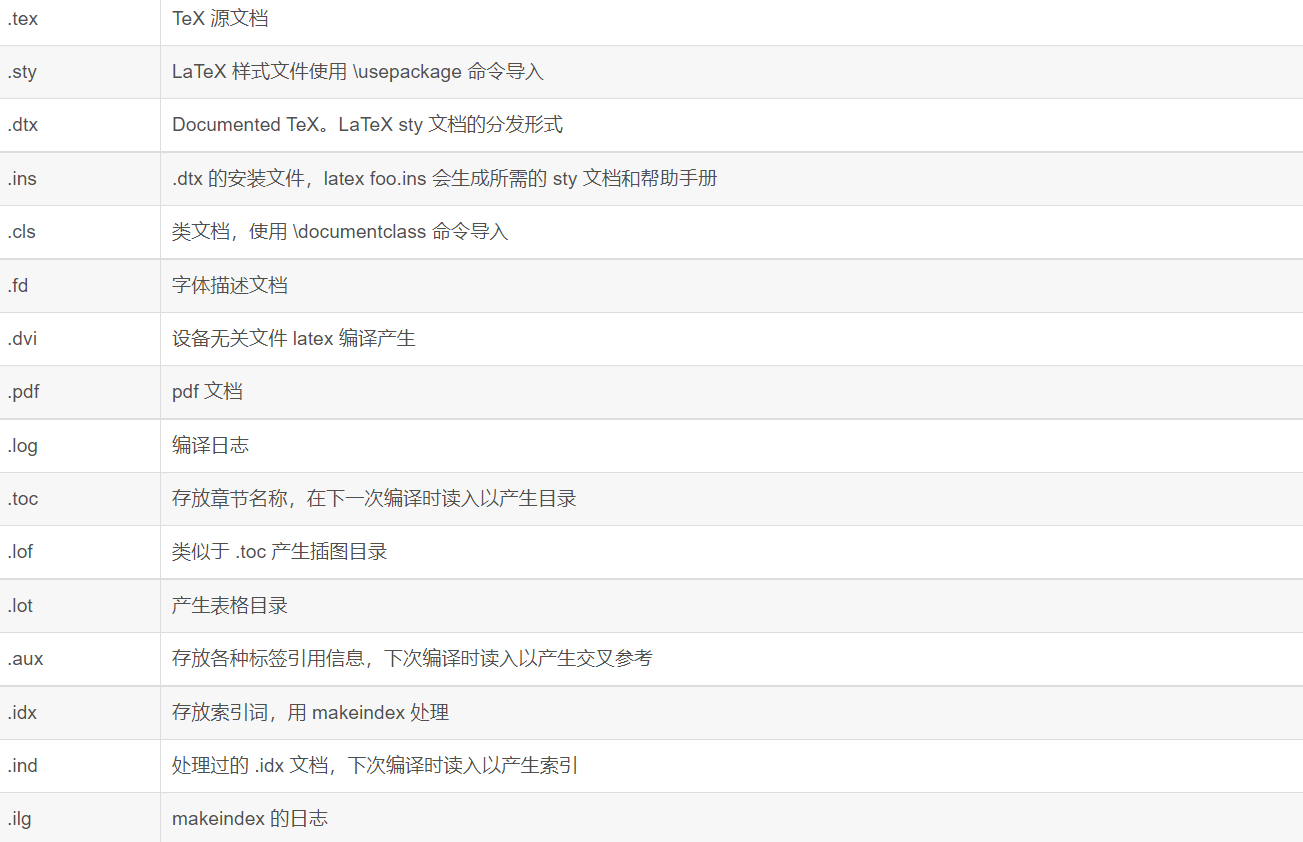 .tex TeX 源文档
.sty LaTeX 样式文件使用 \usepackage 命令导入
.dtx Documented TeX。LaTeX sty 文档的分发形式
.ins .dtx 的安装文件，latex foo.ins 会生成所需的 sty 文档和帮助手册
.cls 类文档，使用 \documentclass 命令导入
.fd 字体描述文档
.dvi 设备无关文件 latex 编译产生
.pdf pdf 文档
.log 编译日志
.toc 存放章节名称，在下一次编译时读入以产生目录
.lof 类似于 .toc 产生插图目录
.lot 产生表格目录
.aux 存放各种标签引用信息，下次编译时读入以产生交叉参考
.idx 存放索引词，用 makeindex 处理
.ind 处理过的 .idx 文档，下次编译时读入以产生索引
.ilg makeindex 的日志